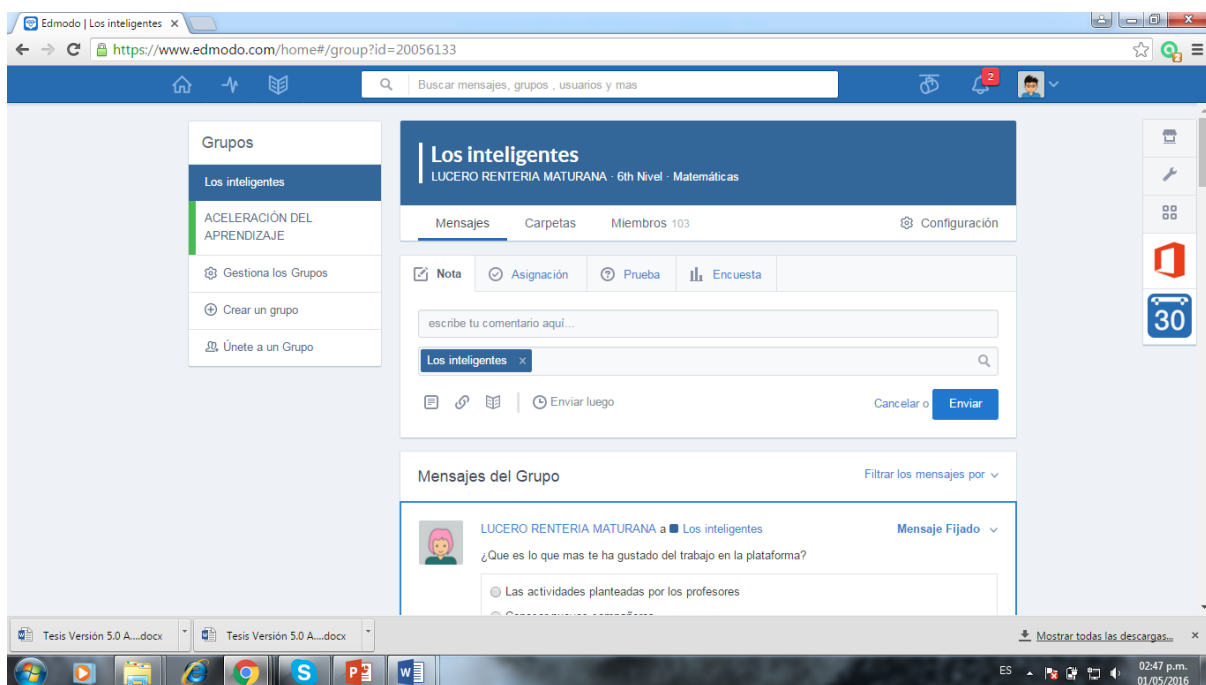 Edmodo | Los inteligentes
https://www.edmodo.com/home#/group?id=20056133
Buscar mensajes, grupos , usuarios y mas
2
Grupos
Los inteligentes
ACELERACIÓN DEL
APRENDIZAJE
Gestiona los Grupos
Crear un grupo
Únete a un Grupo
Los inteligentes
LUCERO RENTERIA MATURANA · 6th Nivel · Matemáticas
Mensajes Carpetas Miembros 103 Configuración
Nota Asignación Prueba Encuesta
escribe tu comentario aquí...
Los inteligentes x
Enviar luego Cancelar o Enviar
30
Mensajes del Grupo Filtrar los mensajes por
LUCERO RENTERIA MATURANA a Los inteligentes Mensaje Fijado
¿Que es lo que mas te ha gustado del trabajo en la plataforma?
Las actividades planteadas por los profesores
Tesis Versión 5.0 A....docx Tesis Versión 5.0 A....docx Mostrar todas las descargas...
ES 02:47 p.m.
01/05/2016